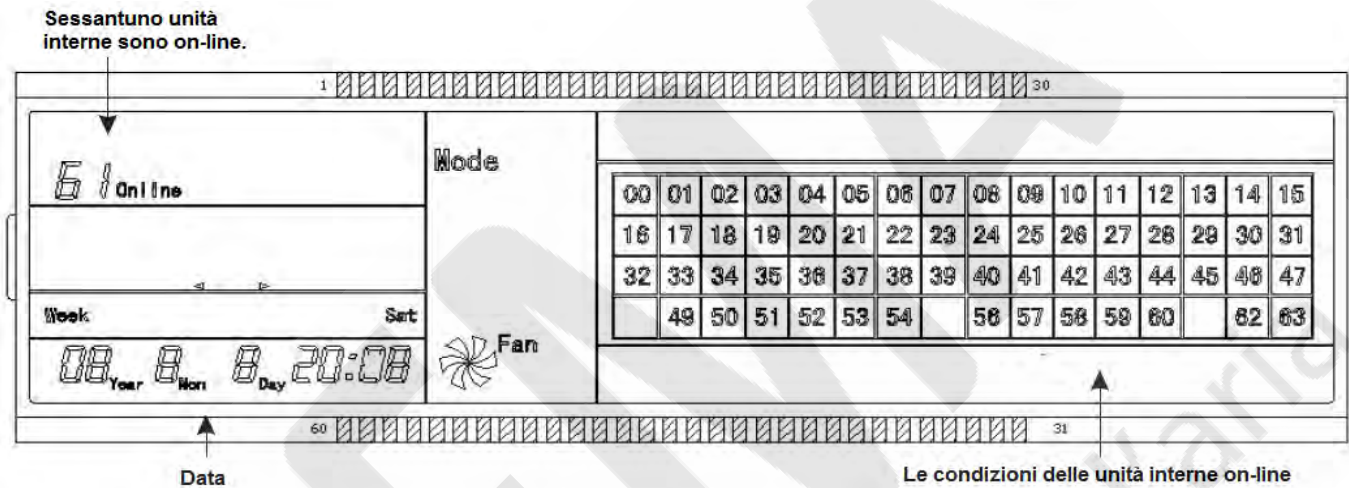 Sessantuno unità
interne sono on-line.
1 30
61 Online
Mode
00 01 02 03 04 05 06 07 08 09 10 11 12 13 14 15
16 17 18 19 20 21 22 23 24 25 26 27 28 29 30 31
32 33 34 35 36 37 38 39 40 41 42 43 44 45 46 47
49 50 51 52 53 54 56 57 58 59 60 62 63
Week Sat
Fan
08 Year 8 Mon 8 Day 20:08
60 31
Data
Le condizioni delle unità interne on-line